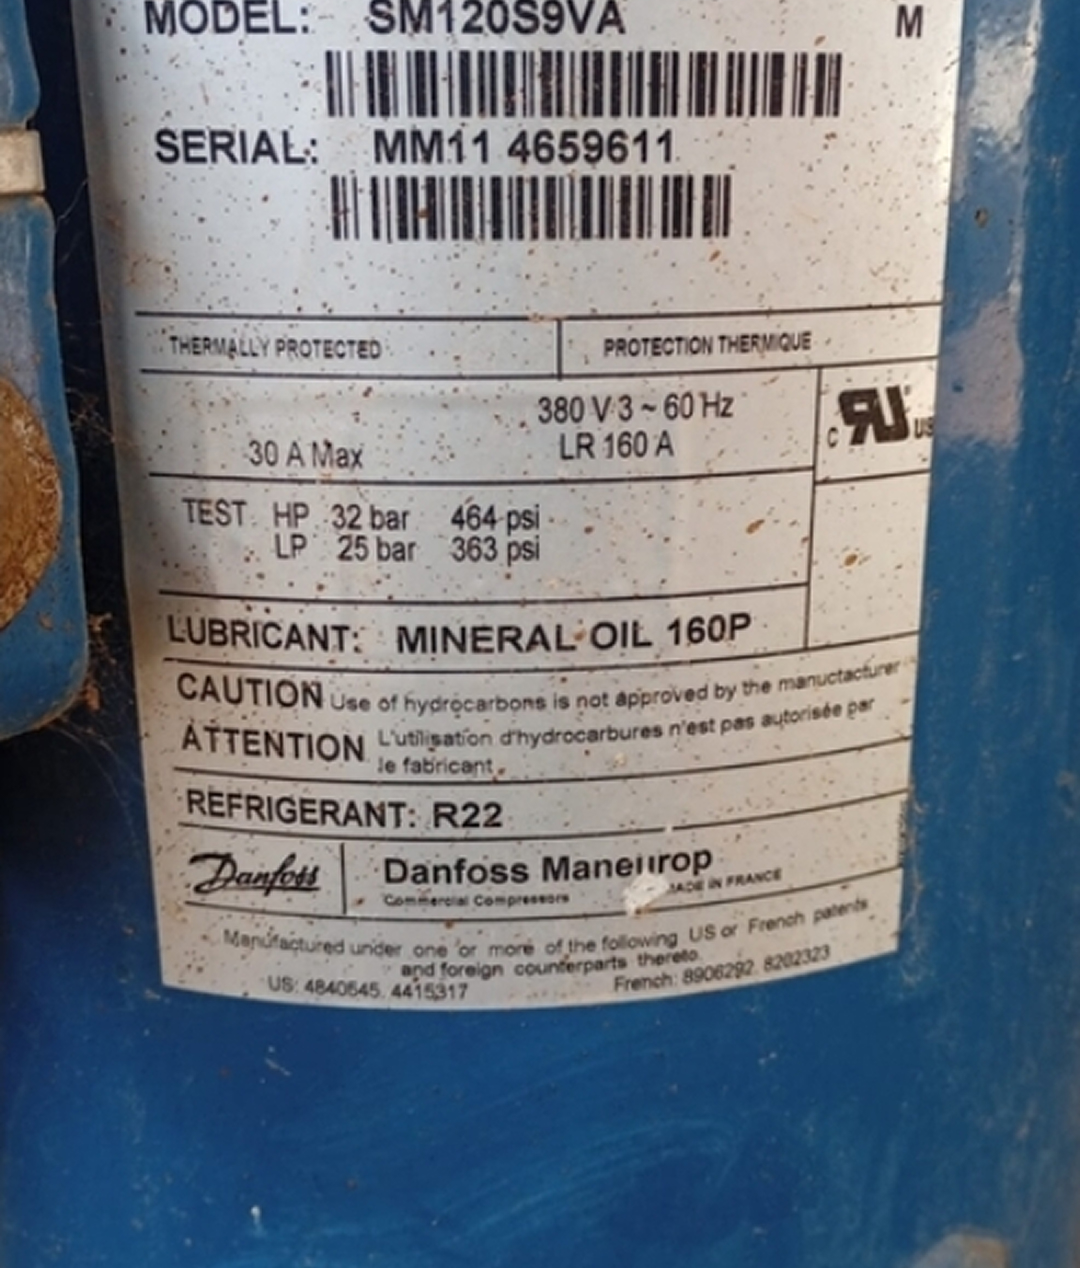 MODEL: SM120S9VA M
SERIAL: MM11 4659611
THERMALLY PROTECTED PROTECTION THERMIQUE
380 V 3 ~ 60 Hz
30 A Max LR 160 A
C RU US
TEST HP 32 bar 464 psi
LP 25 bar 363 psi
LUBRICANT: MINERAL OIL 160P
CAUTION Use of hydrocarbons is not approved by the manufacturer
ATTENTION L'utilisation d'hydrocarbures n'est pas autorisée par
le fabricant
REFRIGERANT: R22
Danfoss Danfoss Maneurop
Commercial Compressors MADE IN FRANCE
Manufactured under one or more of the following US or French patents
and foreign counterparts thereto.
US: 4840545. 4415317 French: 8906292. 8202323